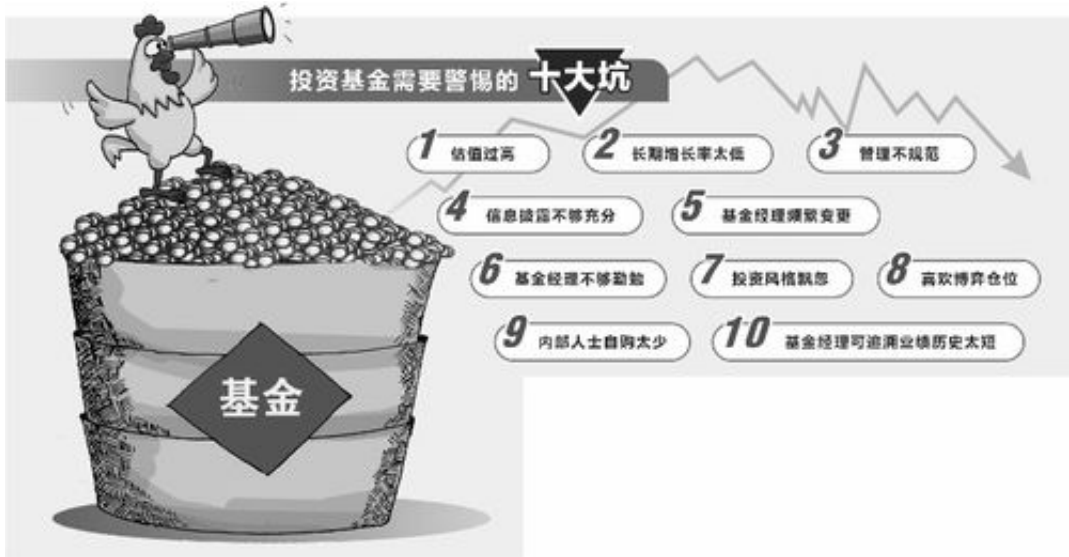 投资基金需要警惕的 十大坑
1 估值过高
2 长期增长率太低
3 管理不规范
4 信息披露不够充分
5 基金经理频繁变更
6 基金经理不够勤勉
7 投资风格飘忽
8 喜欢博弈仓位
9 内部人士自购太少
10 基金经理可追溯业绩历史太短
基金